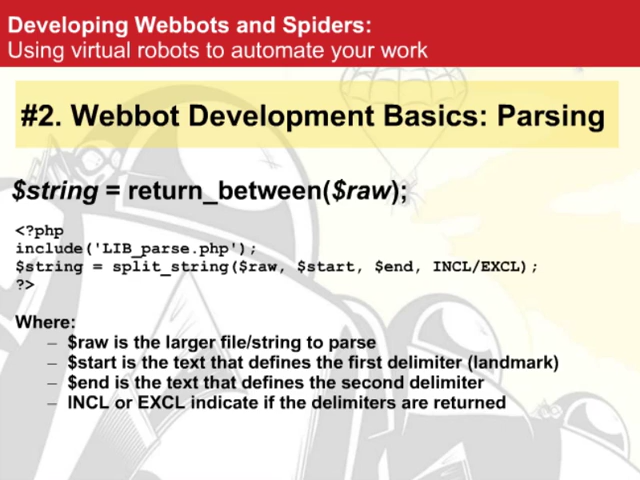 Developing Webbots and Spiders:
Using virtual robots to automate your work
#2. Webbot Development Basics: Parsing
$string = return_between($raw);
<?php
include('LIB_parse.php');
$string = split_string($raw, $start, $end, INCL/EXCL);
?>
Where:
– $raw is the larger file/string to parse
– $start is the text that defines the first delimiter (landmark)
– $end is the text that defines the second delimiter
– INCL or EXCL indicate if the delimiters are returned